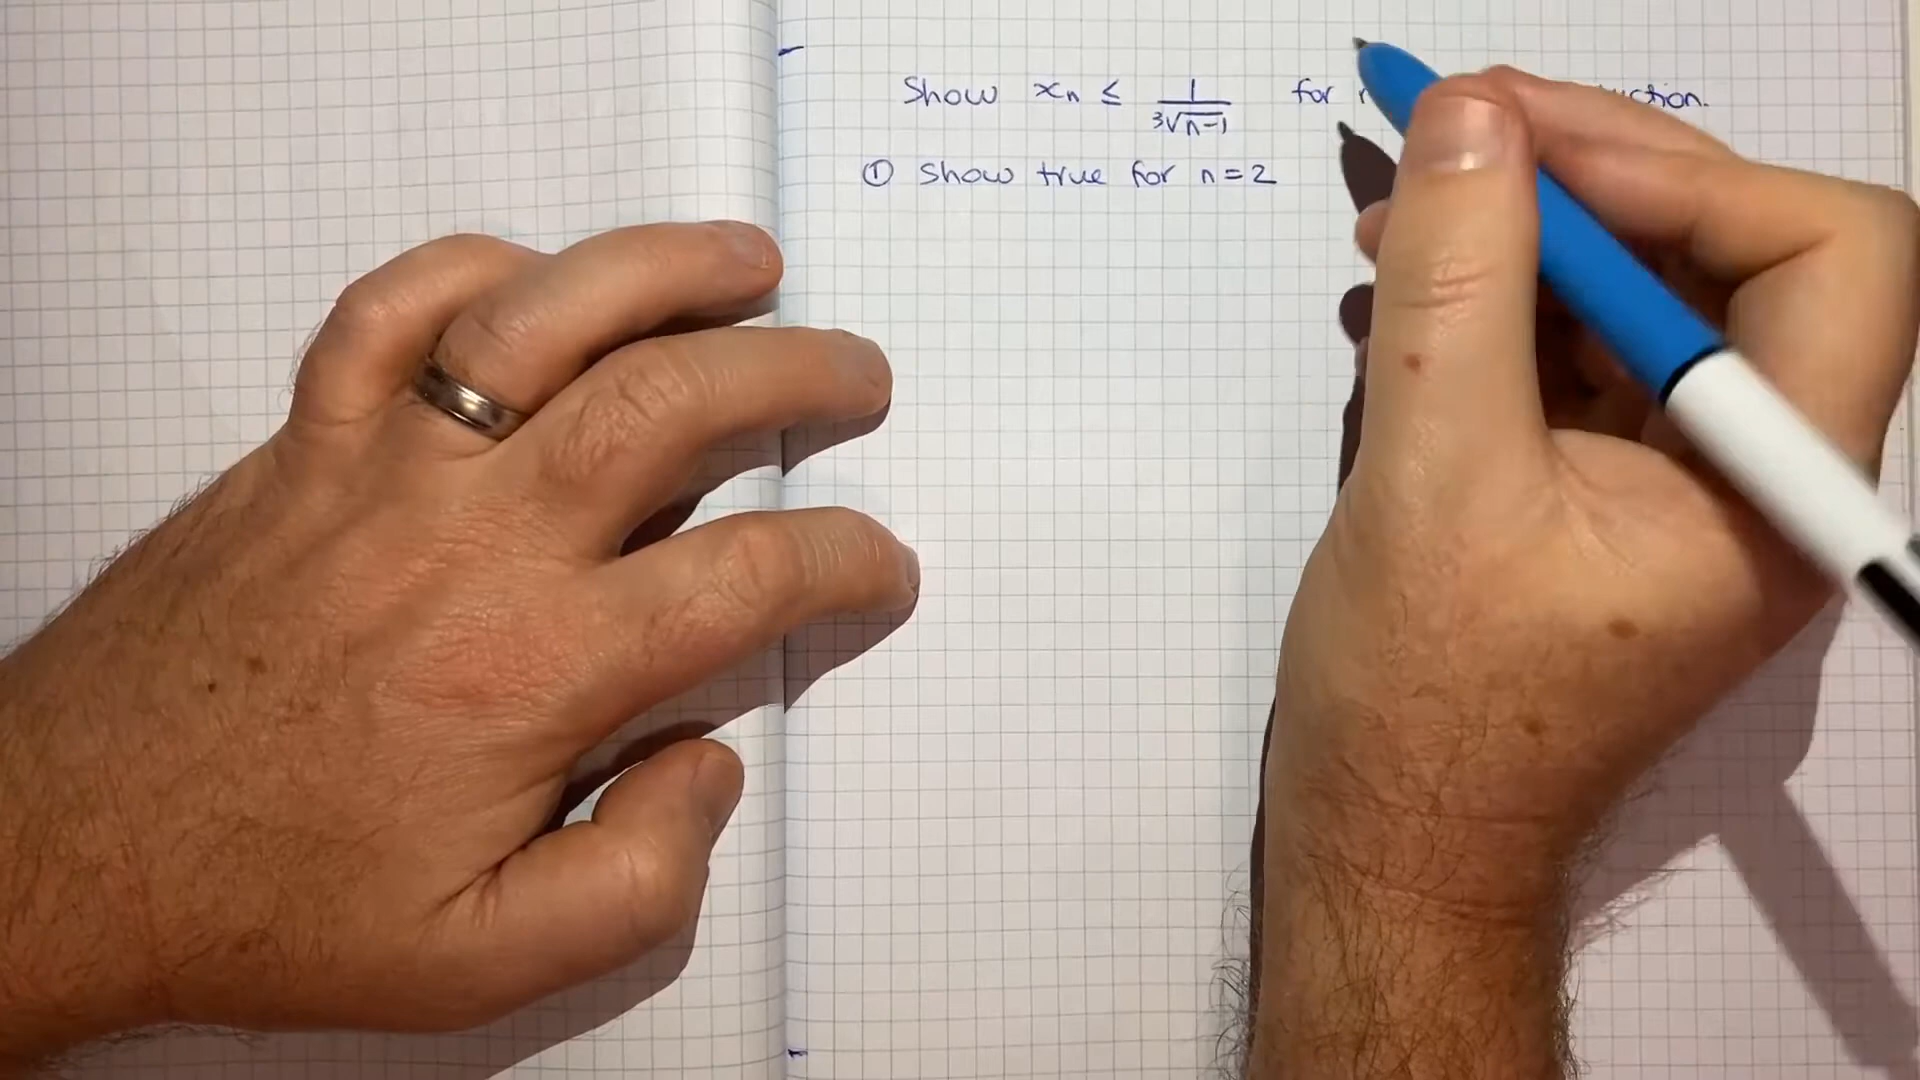 Show xₙ ≤ 1/∛(n-1) for
① Show true for n=2